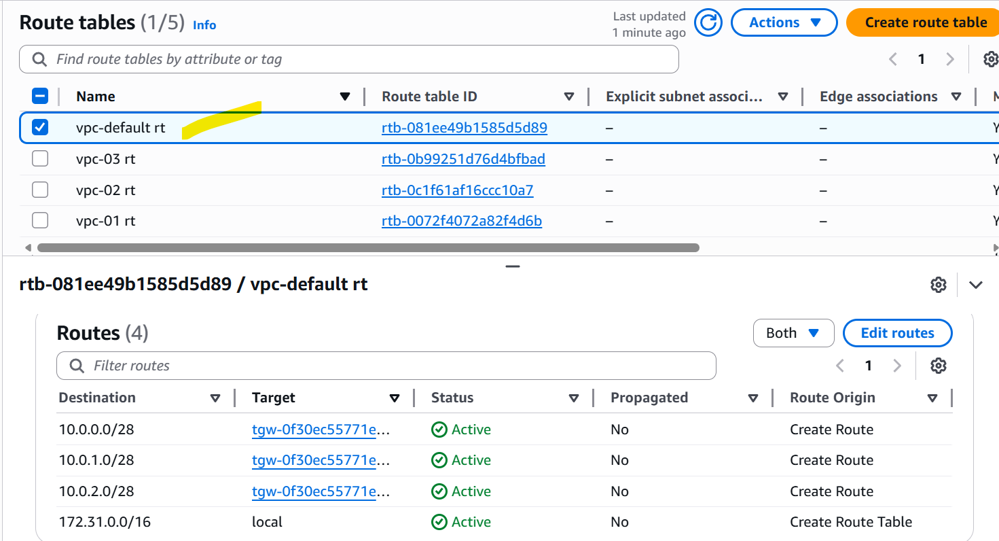 Route tables (1/5) Info
Last updated
1 minute ago
Actions
Create route table
Find route tables by attribute or tag
1
Name Route table ID Explicit subnet associ... Edge associations
vpc-default rt rtb-081ee49b1585d5d89 – –
vpc-03 rt rtb-0b99251d76d4bfbad – –
vpc-02 rt rtb-0c1f61af16ccc10a7 – –
vpc-01 rt rtb-0072f4072a82f4d6b – –
rtb-081ee49b1585d5d89 / vpc-default rt
Routes (4)
Both
Edit routes
Filter routes
1
Destination Target Status Propagated Route Origin
10.0.0.0/28 tgw-0f30ec55771e... Active No Create Route
10.0.1.0/28 tgw-0f30ec55771e... Active No Create Route
10.0.2.0/28 tgw-0f30ec55771e... Active No Create Route
172.31.0.0/16 local Active No Create Route Table